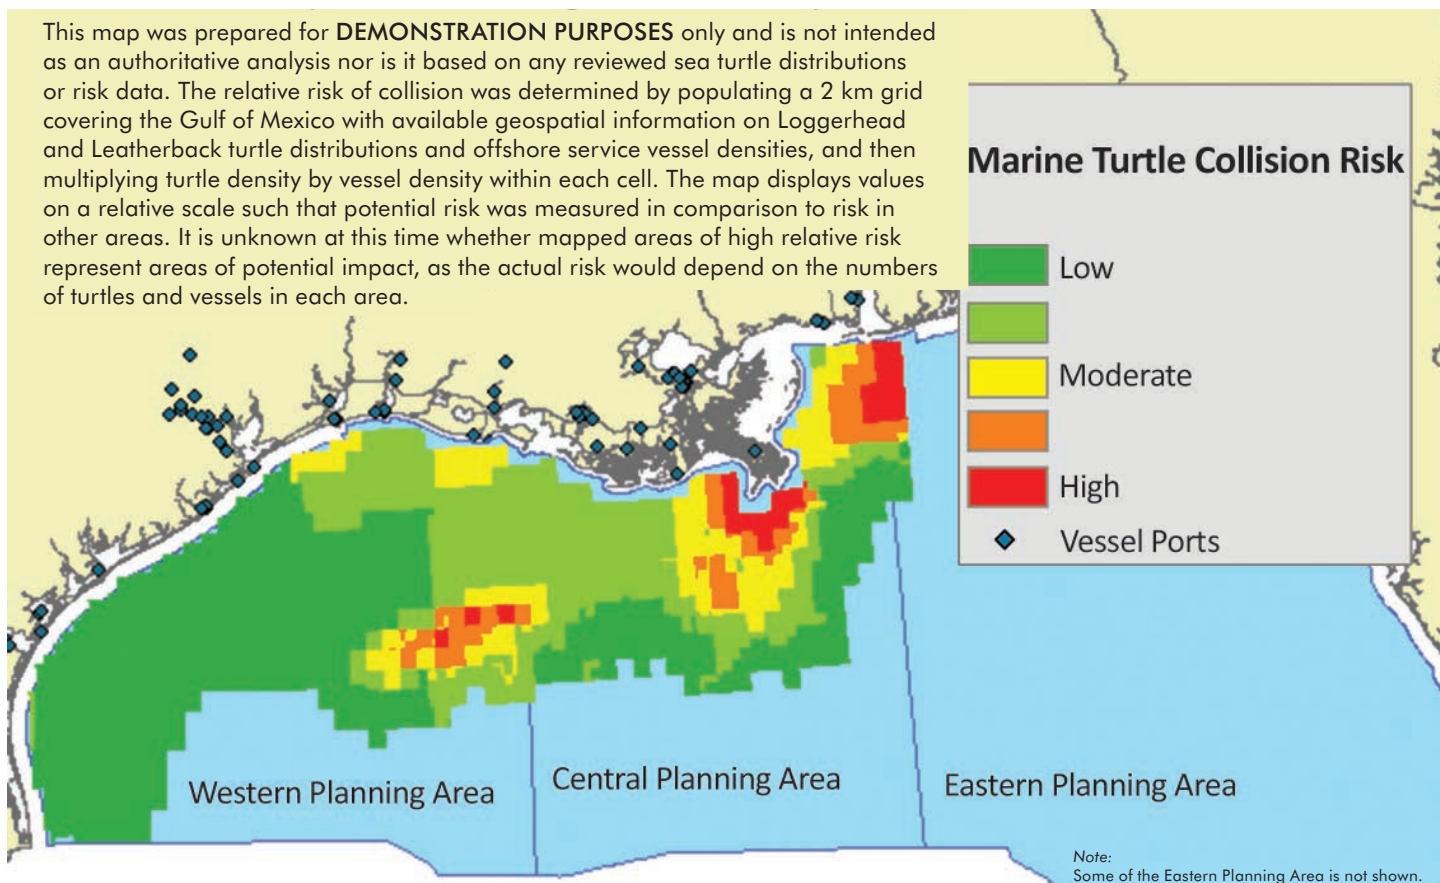 This map was prepared for DEMONSTRATION PURPOSES only and is not intended
as an authoritative analysis nor is it based on any reviewed sea turtle distributions
or risk data. The relative risk of collision was determined by populating a 2 km grid
covering the Gulf of Mexico with available geospatial information on Loggerhead
and Leatherback turtle distributions and offshore service vessel densities, and then
multiplying turtle density by vessel density within each cell. The map displays values
on a relative scale such that potential risk was measured in comparison to risk in
other areas. It is unknown at this time whether mapped areas of high relative risk
represent areas of potential impact, as the actual risk would depend on the numbers
of turtles and vessels in each area.
Marine Turtle Collision Risk
Low
Moderate
High
Vessel Ports
Western Planning Area
Central Planning Area
Eastern Planning Area
Note:
Some of the Eastern Planning Area is not shown.